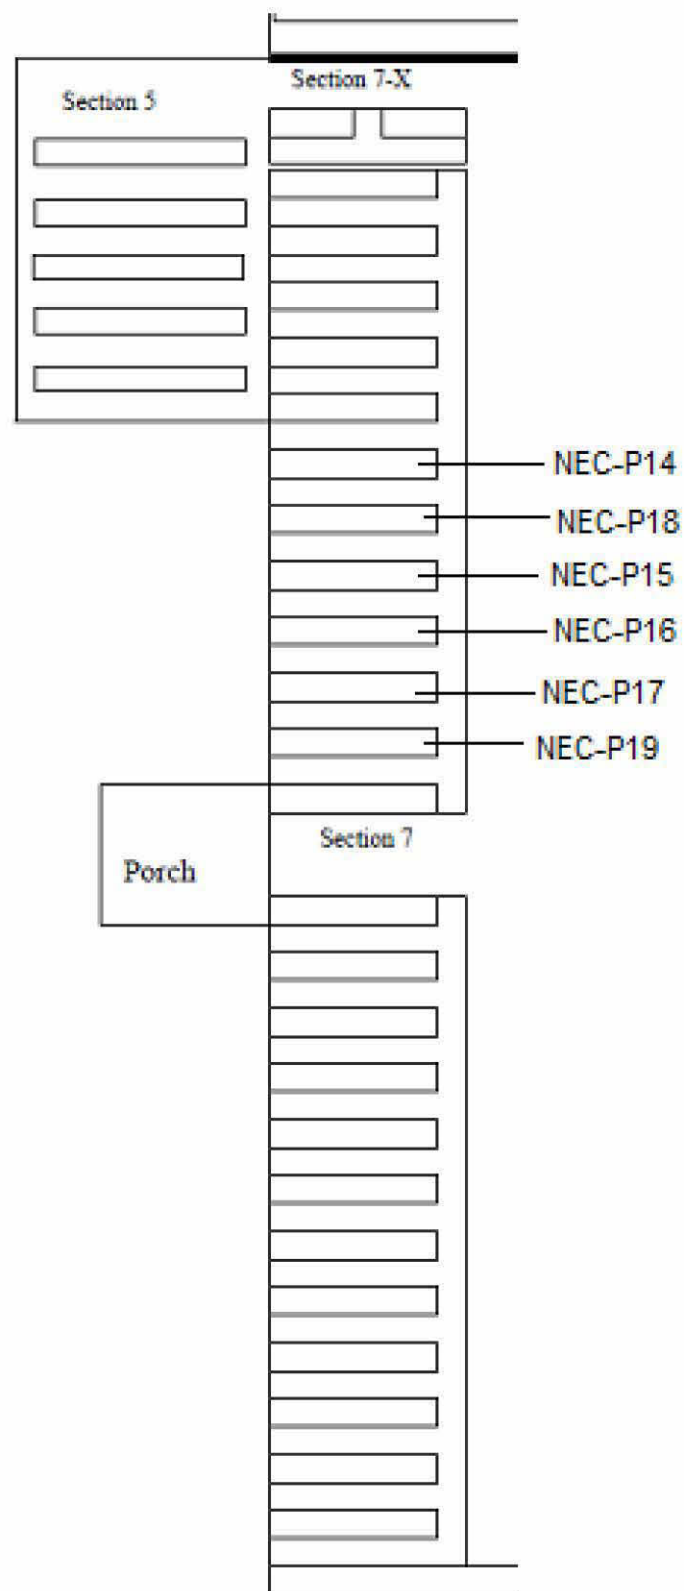 Section 7-X
Section 5
NEC-P14
NEC-P18
NEC-P15
NEC-P16
NEC-P17
NEC-P19
Section 7
Porch